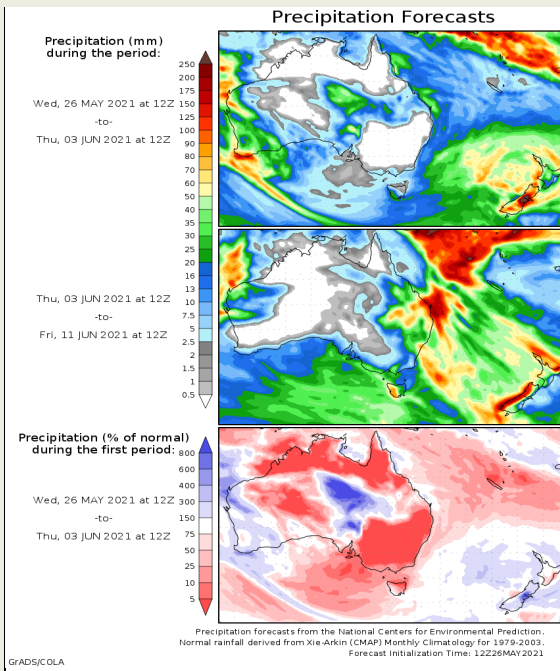 Precipitation Forecasts
Precipitation (mm)
during the period:
Wed, 26 MAY 2021 at 12Z
-to-
Thu, 03 JUN 2021 at 12Z
250
200
175
150
125
100
90
80
70
60
50
40
35
30
25
20
16
13
10
7.5
5
2.5
2
1.5
1
0.5
Thu, 03 JUN 2021 at 12Z
-to-
Fri, 11 JUN 2021 at 12Z
Precipitation (% of normal)
during the first period:
Wed, 26 MAY 2021 at 12Z
-to-
Thu, 03 JUN 2021 at 12Z
800
600
400
300
150
75
50
25
10
5
Precipitation forecasts from the National Centers for Environmental Prediction.
Normal rainfall derived from Xie-Arkin (CMAP) Monthly Climatology for 1979-2003.
Forecast Initialization Time: 12Z26MAY2021
GrADS/COLA